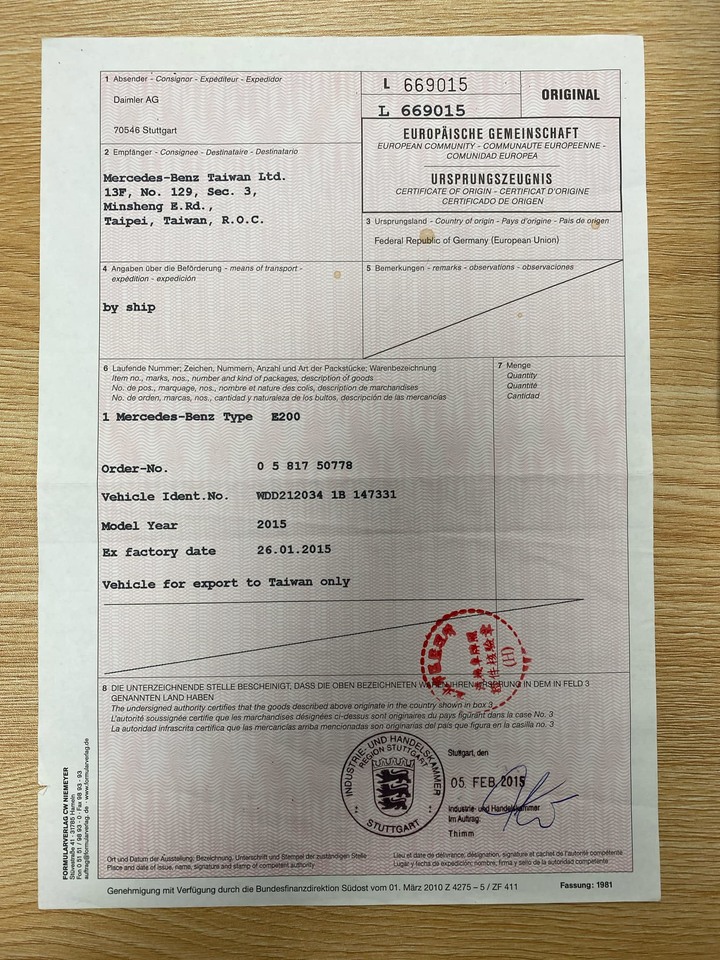 1 Absender - Consignor - Expéditeur - Expedidor
Daimler AG
70546 Stuttgart
L 669015
L 669015
ORIGINAL
EUROPÄISCHE GEMEINSCHAFT
EUROPEAN COMMUNITY - COMMUNAUTE EUROPEENNE -
COMUNIDAD EUROPEA
URSPRUNGSZEUGNIS
CERTIFICATE OF ORIGIN - CERTIFICAT D'ORIGINE
CERTIFICADO DE ORIGEN
2 Empfänger - Consignee - Destinataire - Destinatario
Mercedes-Benz Taiwan Ltd.
13F, No. 129, Sec. 3,
Minsheng E.Rd.,
Taipei, Taiwan, R.O.C.
3 Ursprungsland - Country of origin - Pays d'origine - Pais de origen
Federal Republic of Germany (European Union)
4 Angaben über die Beförderung - means of transport -
expédition - expedición
by ship
5 Bemerkungen - remarks - observations - observaciones
6 Laufende Nummer; Zeichen, Nummern, Anzahl und Art der Packstücke; Warenbezeichnung
Item no., marks, nos., number and kind of packages, description of goods
No. de pos., marquage, nos., nombre et nature des colis, description de marchandises
No. de orden, marcas, nos., cantidad y naturaleza de los bultos, descripción de las mercancias
7 Menge
Quantity
Quantité
Cantidad
1 Mercedes-Benz Type E200
Order-No. 0 5 817 50778
Vehicle Ident.No. WDD212034 1B 147331
Model Year 2015
Ex factory date 26.01.2015
Vehicle for export to Taiwan only
(H)
8 DIE UNTERZEICHNENDE STELLE BESCHEINIGT, DASS DIE OBEN BEZEICHNETEN WAREN IHREN URSPRUNG IN DEM IN FELD 3
GENANNTEN LAND HABEN
The undersigned authority certifies that the goods described above originate in the country shown in box 3
L'autorité soussignée certifie que les marchandises désignées ci-dessus sont originaires du pays figurant dans la case No. 3
La autoridad infrascrita certifica que las mercancias arriba mencionadas son originarias del país que figura en la casilla no. 3
INDUSTRIE- UND HANDELSKAMMER
REGION STUTTGART
STUTTGART
Stuttgart, den
05. FEB. 2015
Industrie- und Handelskammer
Im Auftrag:
Thimm
Ort und Datum der Ausstellung; Bezeichnung, Unterschrift und Stempel der zuständigen Stelle
Place and date of issue, name, signature and stamp of competent authority
Lieu et date de délivrance, désignation, signature et cachet de l'autorité compétente
Lugar y fecha de expedición; nombre, firma y sello de la autoridad competente
Genehmigung mit Verfügung durch die Bundesfinanzdirektion Südost vom 01. März 2010 Z 4275 – 5 / ZF 411
Fassung: 1981
FORMULARVERLAG CW NIEMEYER